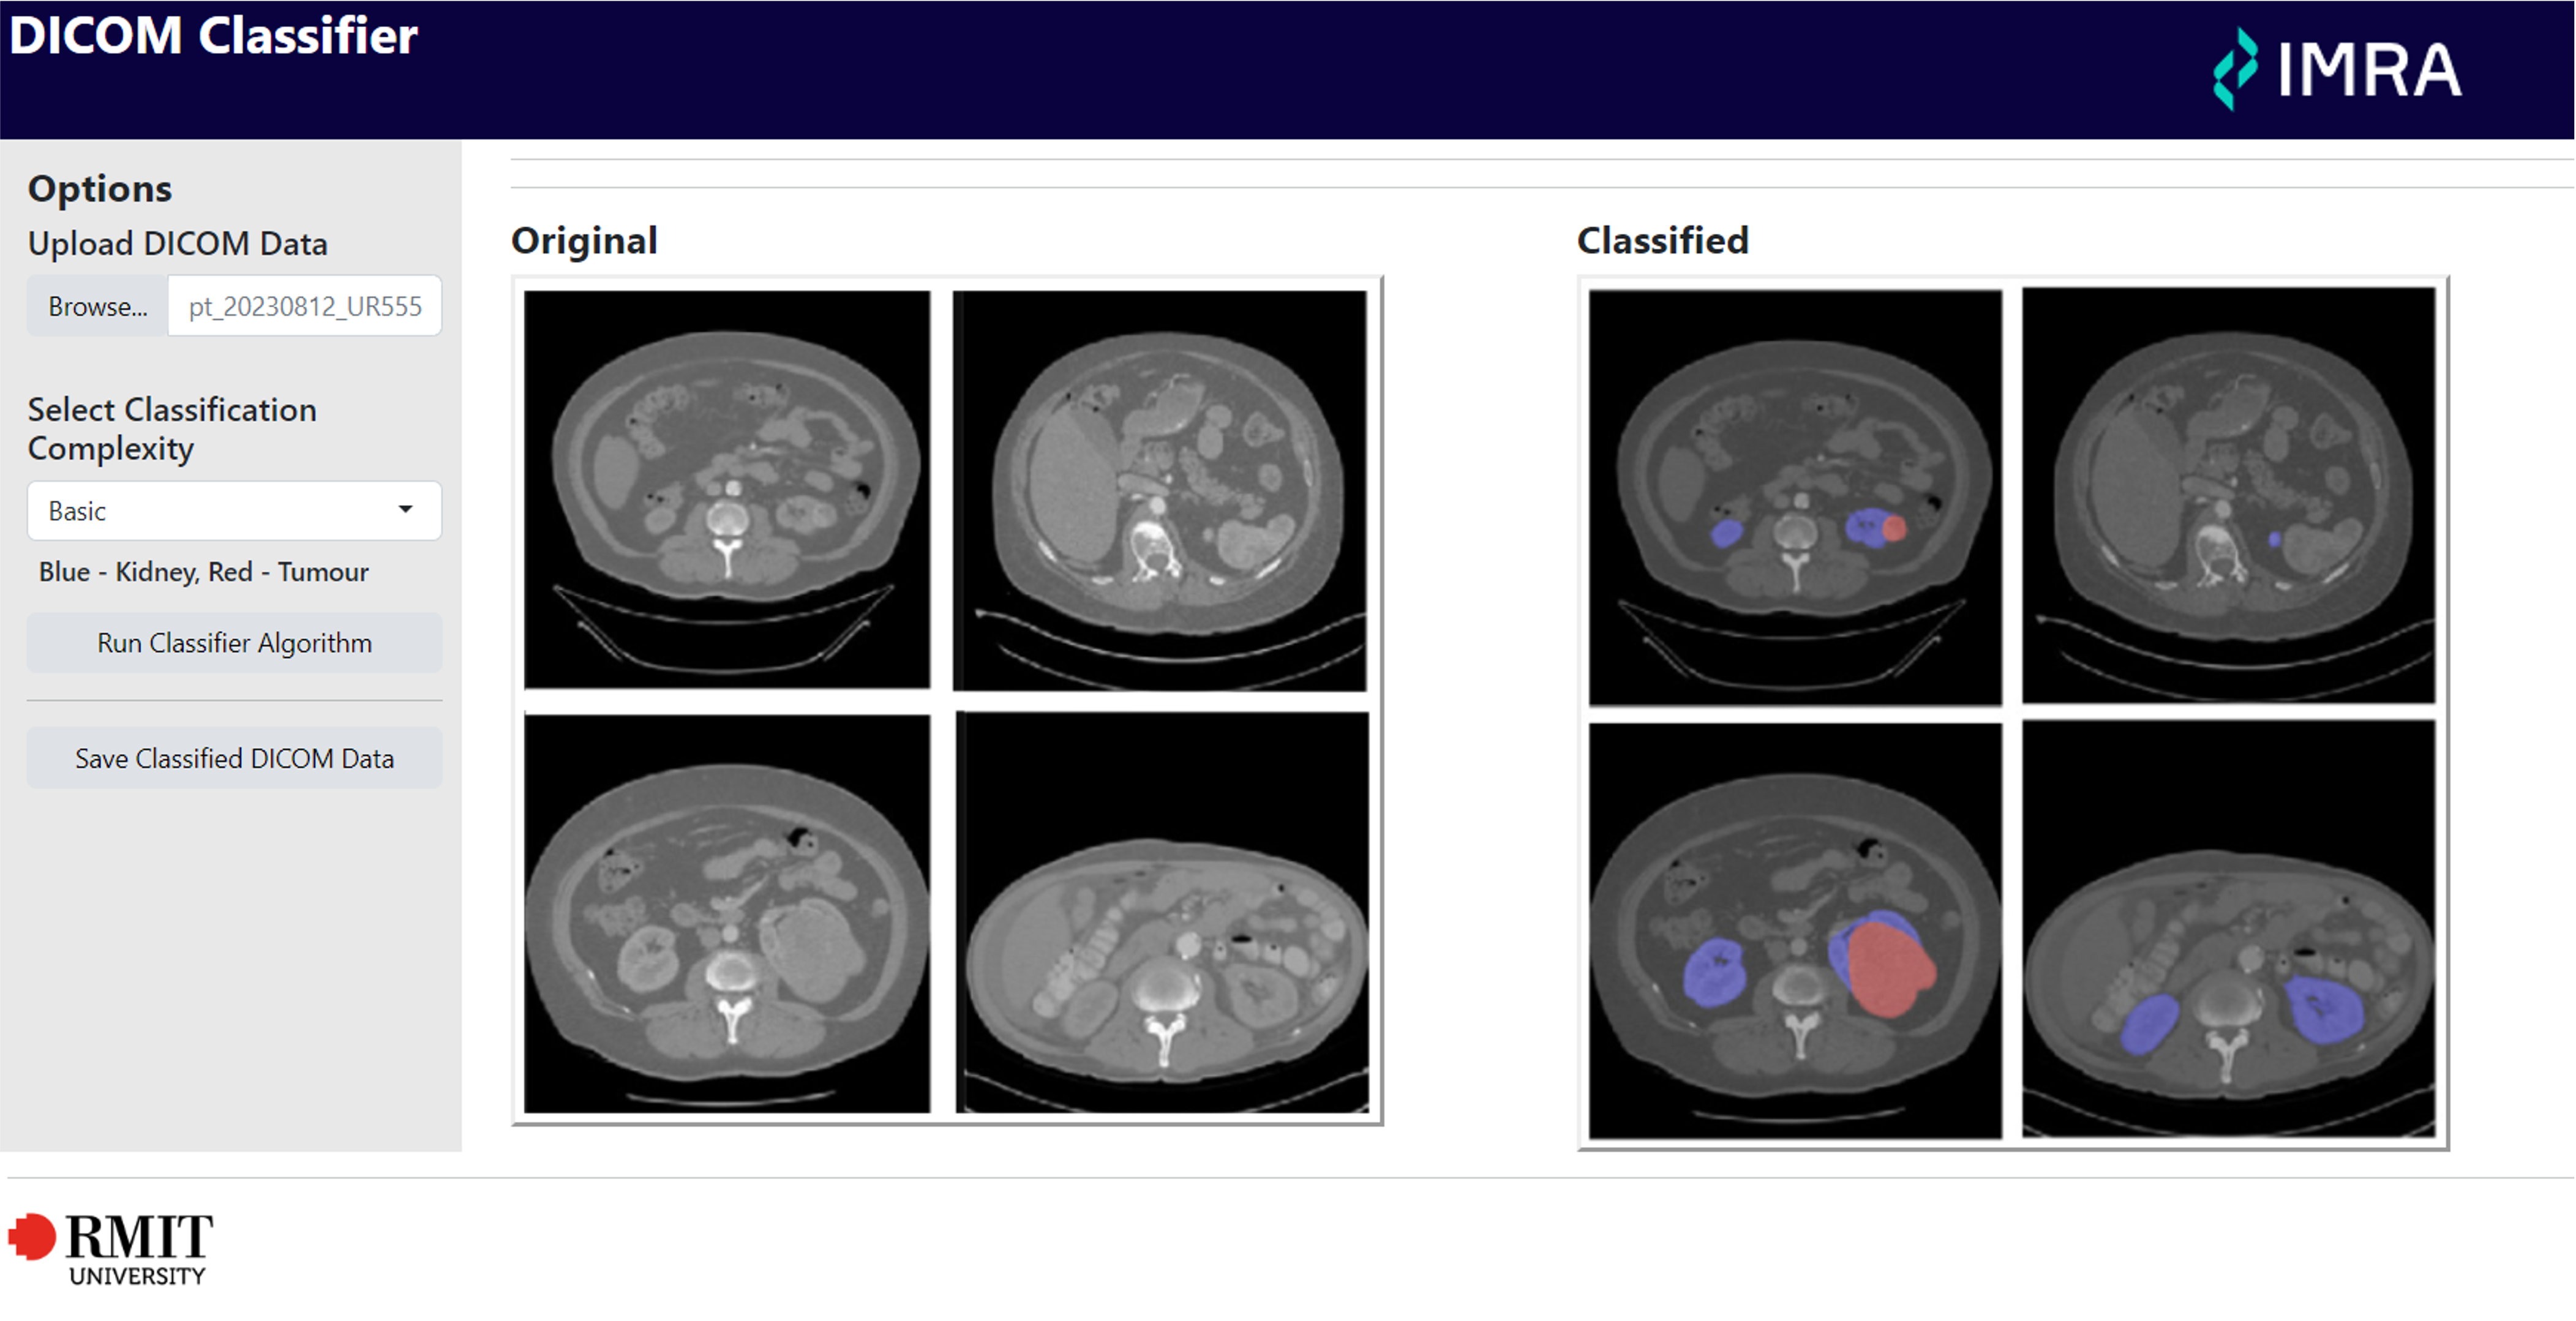 DICOM Classifier
IMRA
Options
Upload DICOM Data
Browse... pt_20230812_UR555
Select Classification
Complexity
Basic
Blue - Kidney, Red - Tumour
Run Classifier Algorithm
Save Classified DICOM Data
Original
Classified
RMIT
UNIVERSITY